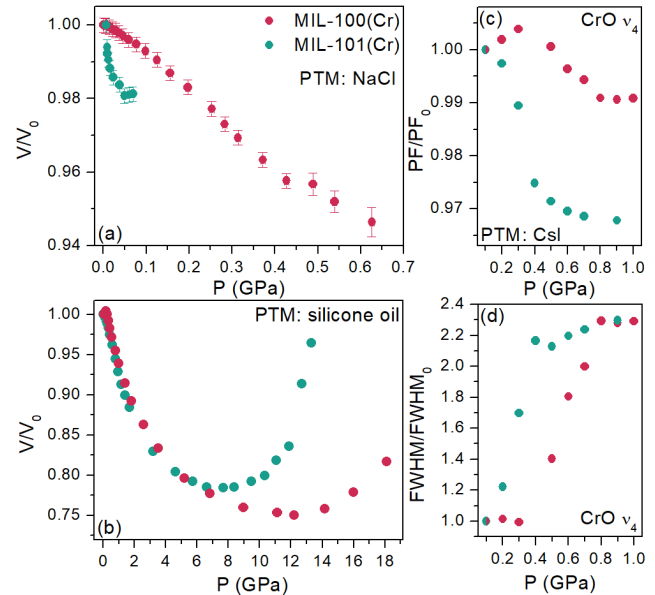 1.00
0.98
0.96
0.94
V/V0
MIL-100(Cr)
MIL-101(Cr)
PTM: NaCl
(a)
0.0 0.1 0.2 0.3 0.4 0.5 0.6 0.7
P (GPa)
1.00
0.95
0.90
0.85
0.80
0.75
V/V0
PTM: silicone oil
(b)
0 2 4 6 8 10 12 14 16 18
P (GPa)
(c)
CrO ν4
1.00
0.99
0.98
0.97
PF/PF0
PTM: CsI
0.2 0.4 0.6 0.8 1.0
P (GPa)
(d)
2.4
2.2
2.0
1.8
1.6
1.4
1.2
1.0
FWHM/FWHM0
CrO ν4
0.2 0.4 0.6 0.8 1.0
P (GPa)